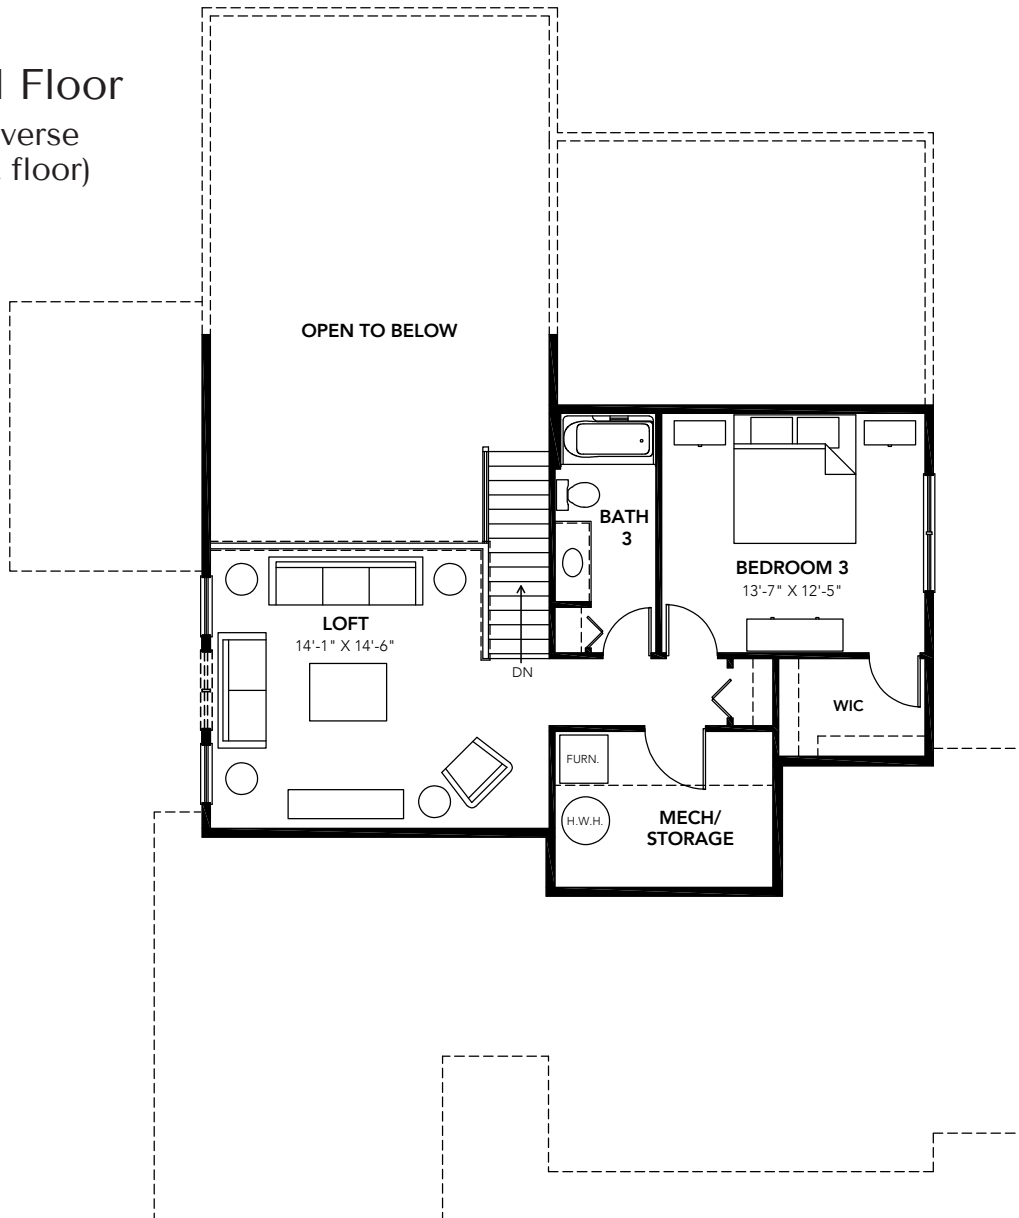 Floor
verse
floor)
OPEN TO BELOW
BATH
3
BEDROOM 3
13'-7" X 12'-5"
LOFT
14'-1" X 14'-6"
DN
WIC
FURN.
H.W.H.
MECH/
STORAGE